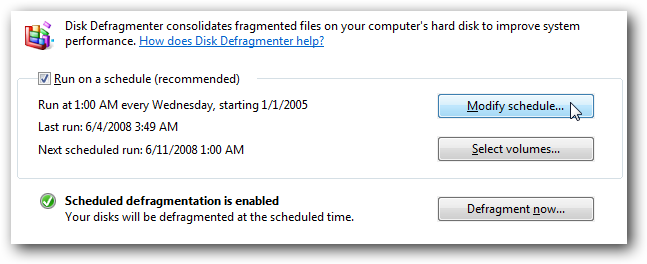 Disk Defragmenter consolidates fragmented files on your computer's hard disk to improve system
performance. How does Disk Defragmenter help?
Run on a schedule (recommended)
Run at 1:00 AM every Wednesday, starting 1/1/2005
Modify schedule...
Last run: 6/4/2008 3:49 AM
Next scheduled run: 6/11/2008 1:00 AM
Select volumes...
Scheduled defragmentation is enabled
Your disks will be defragmented at the scheduled time.
Defragment now...